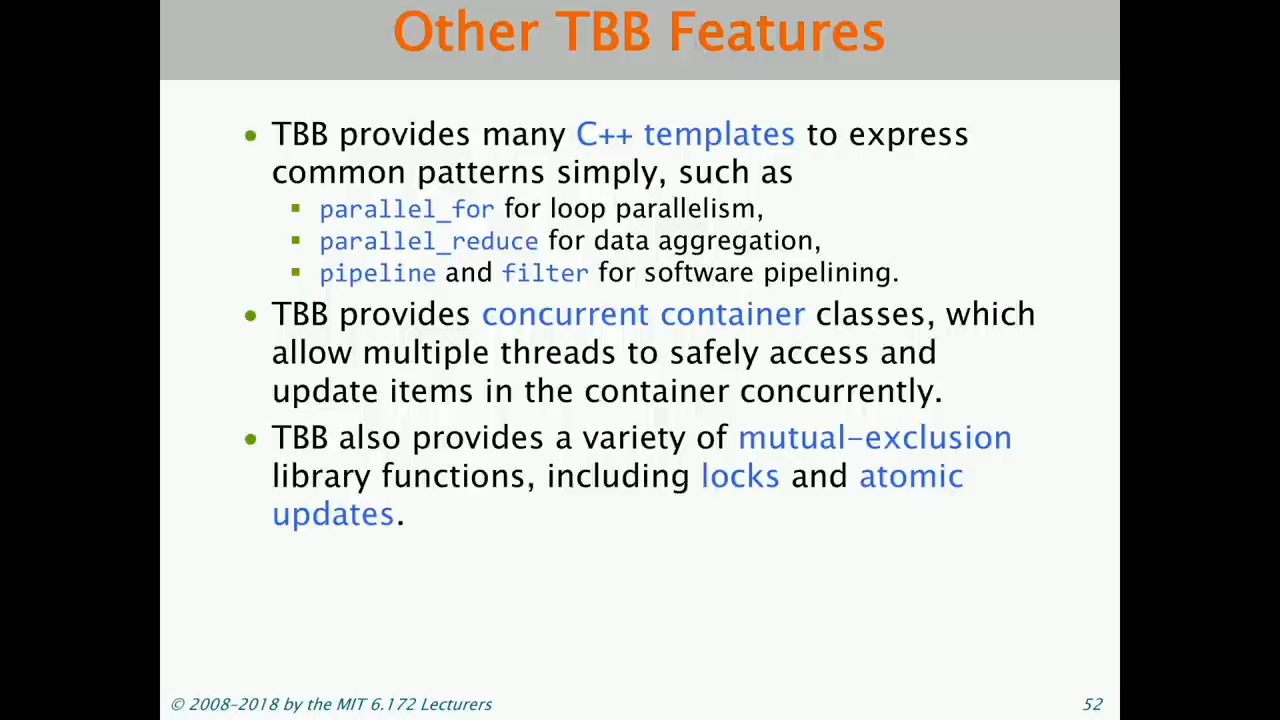 Other TBB Features
• TBB provides many C++ templates to express
common patterns simply, such as
▪ parallel_for for loop parallelism,
▪ parallel_reduce for data aggregation,
▪ pipeline and filter for software pipelining.
• TBB provides concurrent container classes, which
allow multiple threads to safely access and
update items in the container concurrently.
• TBB also provides a variety of mutual-exclusion
library functions, including locks and atomic
updates.
© 2008–2018 by the MIT 6.172 Lecturers
52